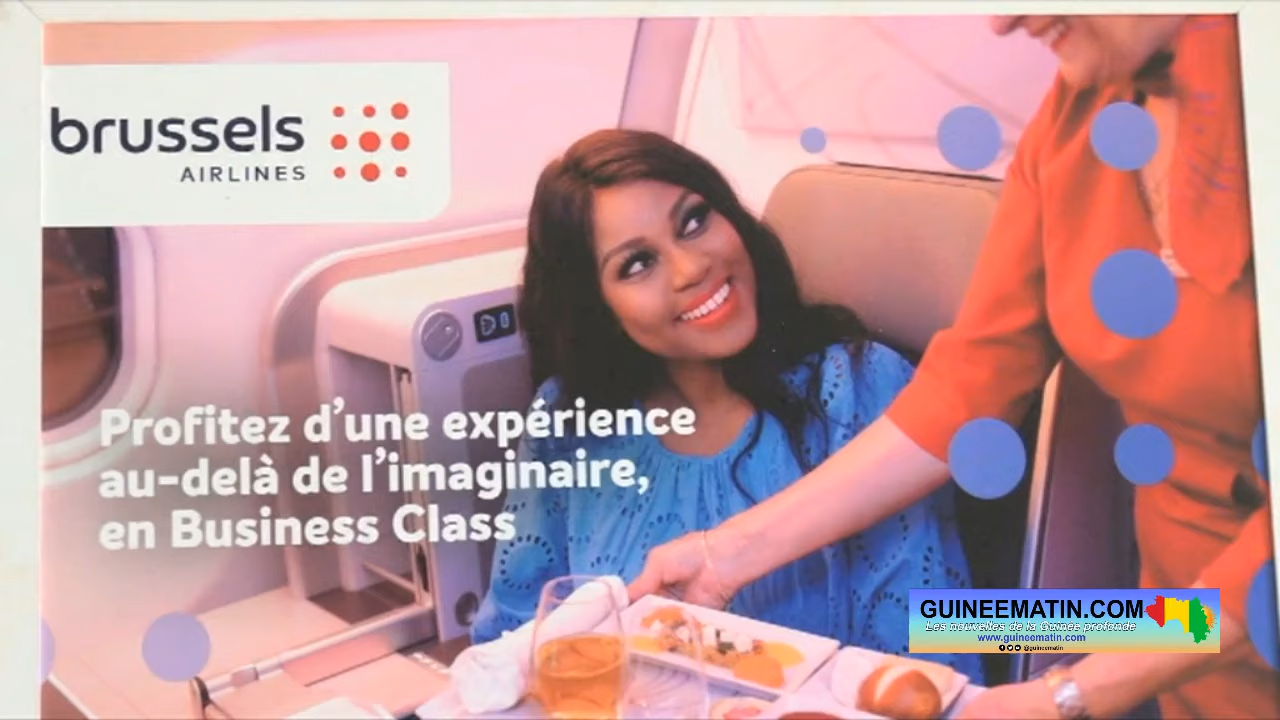 brussels
AIRLINES
Profitez d'une expérience
au-delà de l'imaginaire,
en Business Class
GUINEEMATIN.COM
Les nouvelles de la Guinée profonde
www.guineematin.com
@guineematin